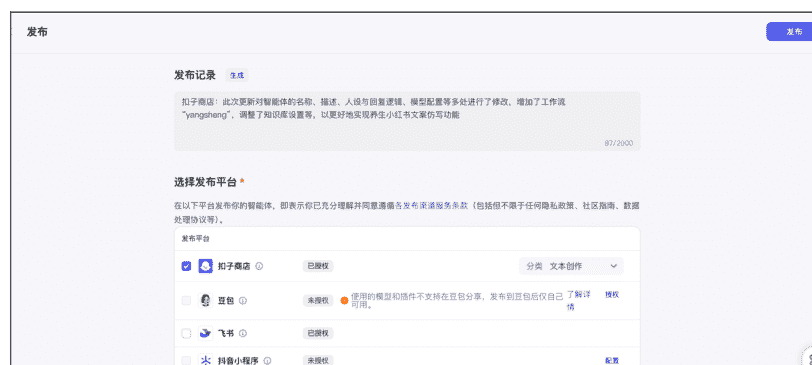 发布
发布
发布记录 生成
扣子商店：此次更新对智能体的名称、描述、人设与回复逻辑、模型配置等多处进行了修改，增加了工作流
“yangsheng”，调整了知识库设置等，以更好地实现养生小红书文案仿写功能
87/2000
选择发布平台 *
在以下平台发布你的智能体，即表示你已充分理解并同意遵循各发布渠道服务条款（包括但不限于任何隐私政策、社区指南、数据
处理协议等）。
发布平台
扣子商店 已授权 分类 文本创作
豆包 未授权 使用的模型和插件不支持在豆包分享，发布到豆包后仅自己 了解详 授权
可用。 情
飞书 已授权
抖音小程序 未授权 配置